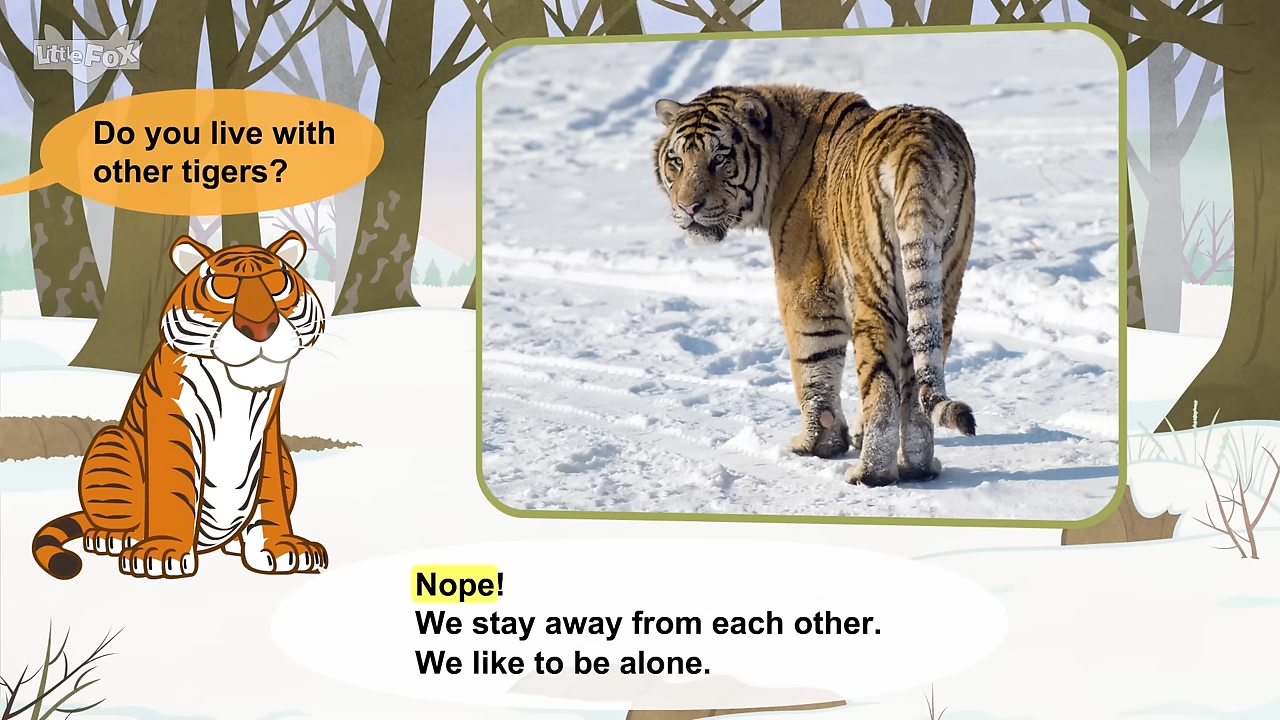 Little Fox
Do you live with
other tigers?
Nope!
We stay away from each other.
We like to be alone.